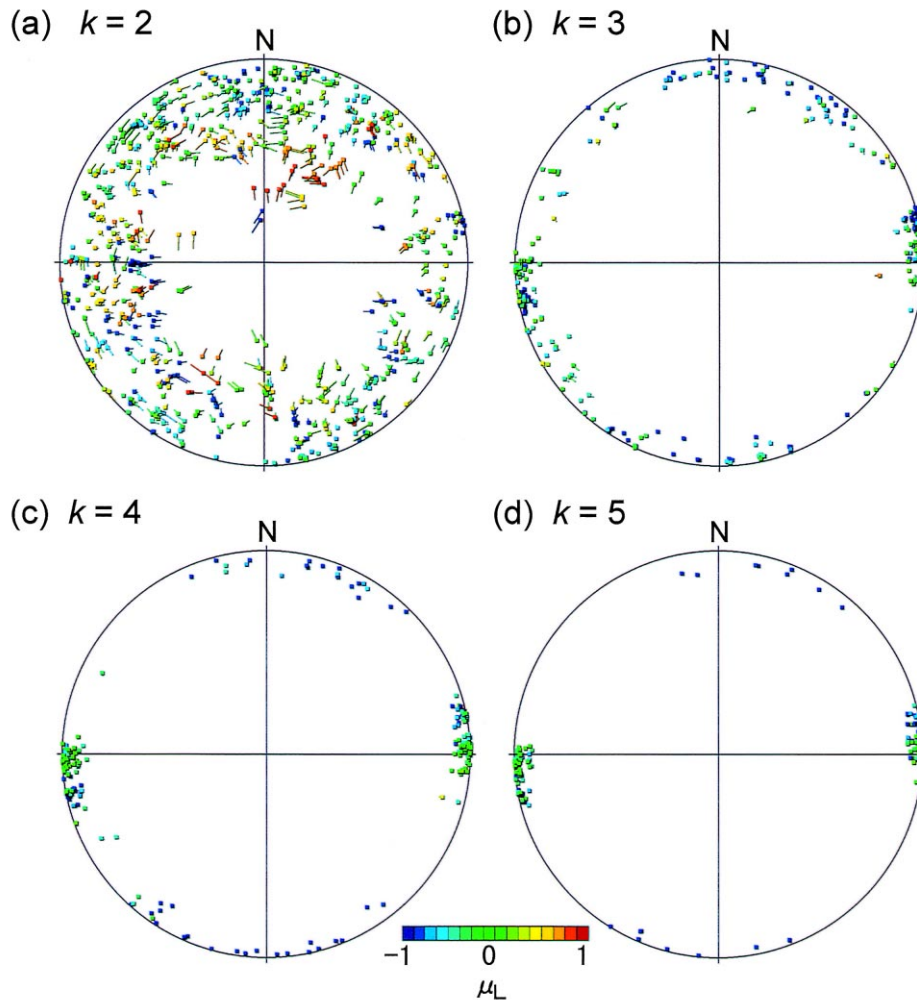 (a) k = 2
N
(b) k = 3
N
(c) k = 4
N
(d) k = 5
N
−1 0 1
μL